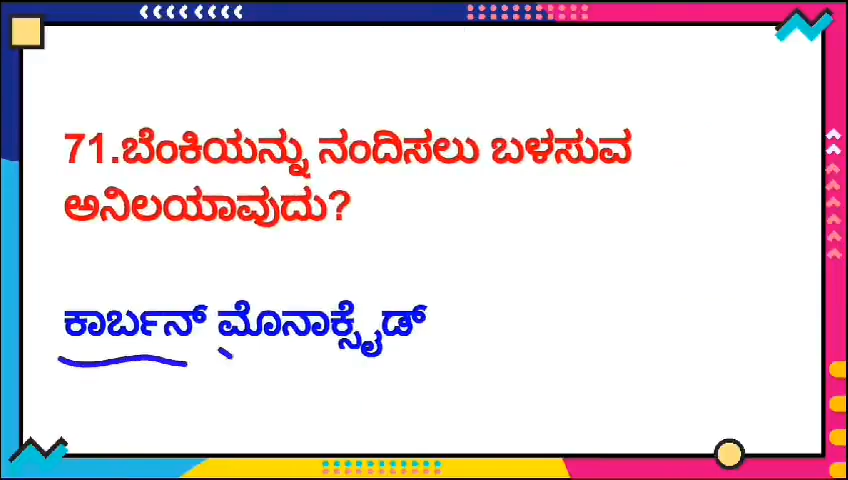 71.ಬೆಂಕಿಯನ್ನು ನಂದಿಸಲು ಬಳಸುವ
ಅನಿಲಯಾವುದು?
ಕಾರ್ಬನ್ ಮೊನಾಕ್ಸೈಡ್